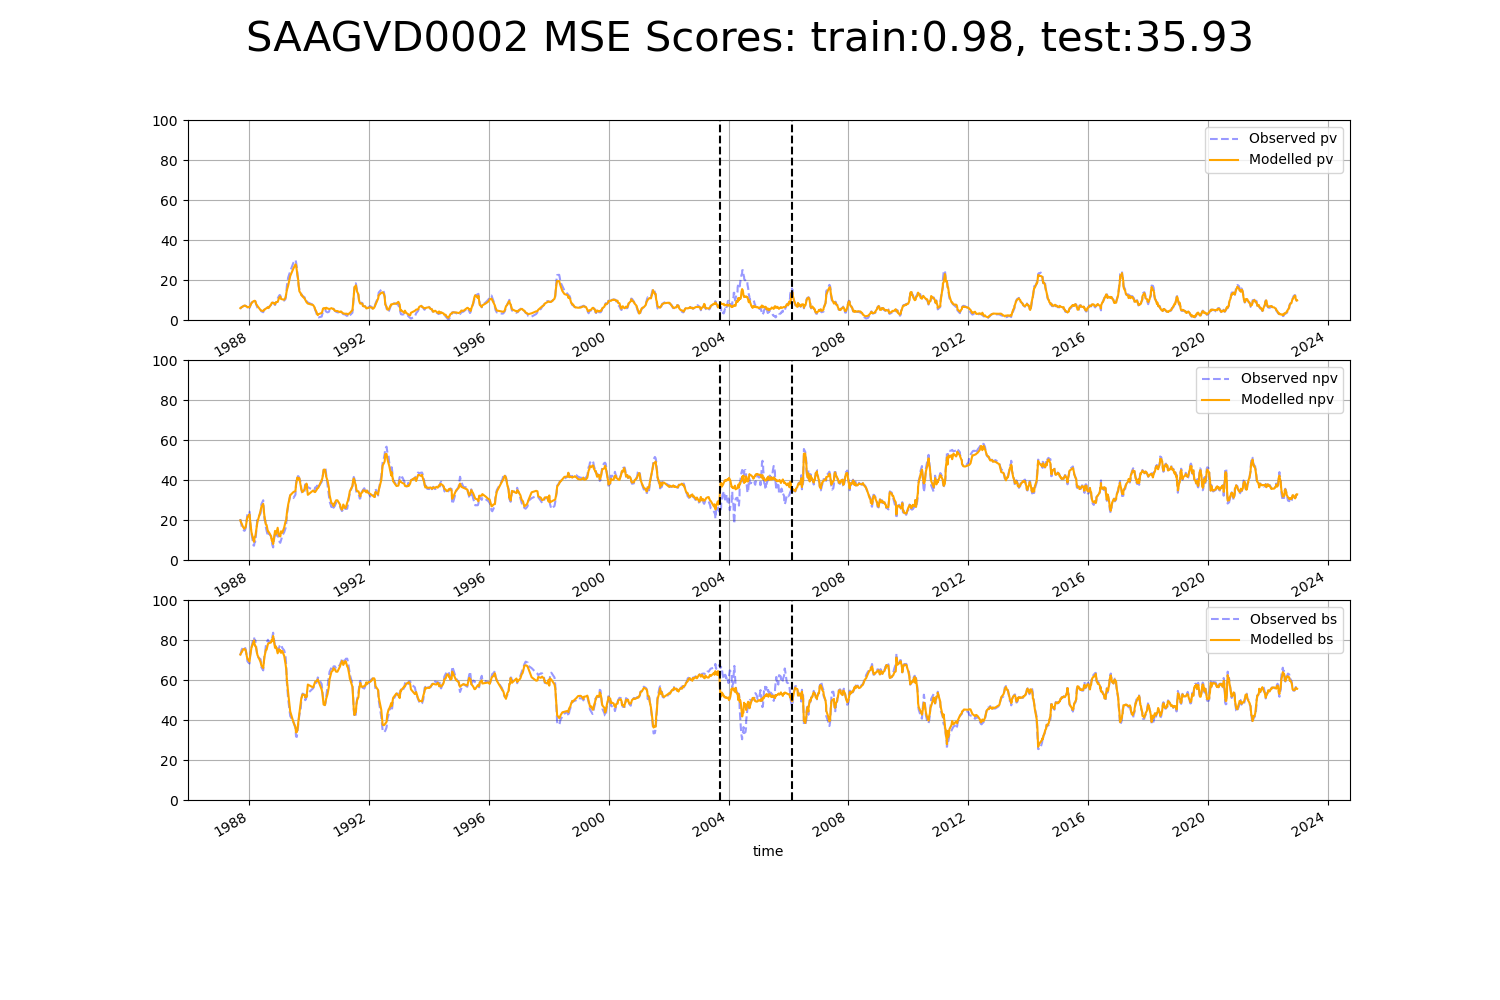 SAAGVD0002 MSE Scores: train:0.98, test:35.93
100
80
60
40
20
0
Observed pv
Modelled pv
1988 1992 1996 2000 2004 2008 2012 2016 2020 2024
100
80
60
40
20
0
Observed npv
Modelled npv
1988 1992 1996 2000 2004 2008 2012 2016 2020 2024
100
80
60
40
20
0
Observed bs
Modelled bs
1988 1992 1996 2000 2004 2008 2012 2016 2020 2024
time